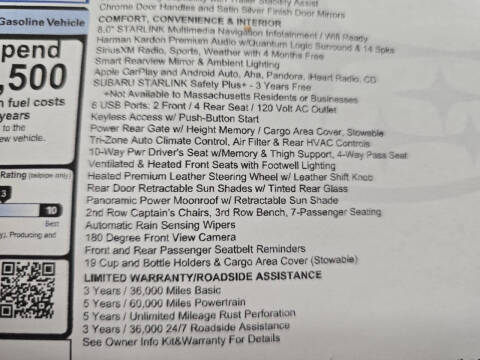 Chrome Door Handles and Satin Silver Finish Door Mirrors
COMFORT, CONVENIENCE & INTERIOR
8.0" STARLINK Multimedia Navigation Infotainment / Wifi Ready
Harman Kardon Premium Audio w/Quantum Logic Surround & 14 Spks
SiriusXM Radio, Sports, Weather with 4 Months Free
Smart Rearview Mirror & Ambient Lighting
Apple CarPlay and Android Auto, Aha, Pandora, iHeart Radio, CD
SUBARU STARLINK Safety Plus+ - 3 Years Free
+Not Available to Massachusetts Residents or Businesses
6 USB Ports: 2 Front / 4 Rear Seat / 120 Volt AC Outlet
Keyless Access w/ Push-Button Start
Power Rear Gate w/ Height Memory / Cargo Area Cover, Stowable
Tri-Zone Auto Climate Control, Air Filter & Rear HVAC Controls
10-Way Pwr Driver's Seat w/Memory & Thigh Support, 4-Way Pass Seat
Ventilated & Heated Front Seats with Footwell Lighting
Heated Premium Leather Steering Wheel w/ Leather Shift Knob
Rear Door Retractable Sun Shades w/ Tinted Rear Glass
Panoramic Power Moonroof w/ Retractable Sun Shade
2nd Row Captain's Chairs, 3rd Row Bench, 7-Passenger Seating
Automatic Rain Sensing Wipers
180 Degree Front View Camera
Front and Rear Passenger Seatbelt Reminders
19 Cup and Bottle Holders & Cargo Area Cover (Stowable)
LIMITED WARRANTY/ROADSIDE ASSISTANCE
3 Years / 36,000 Miles Basic
5 Years / 60,000 Miles Powertrain
5 Years / Unlimited Mileage Rust Perforation
3 Years / 36,000 24/7 Roadside Assistance
See Owner Info Kit&Warranty For Details
Gasoline Vehicle
pend
,500
n fuel costs
years
to the
ew vehicle.
Rating (tailpipe only)
3
10
Best
y). Producing and